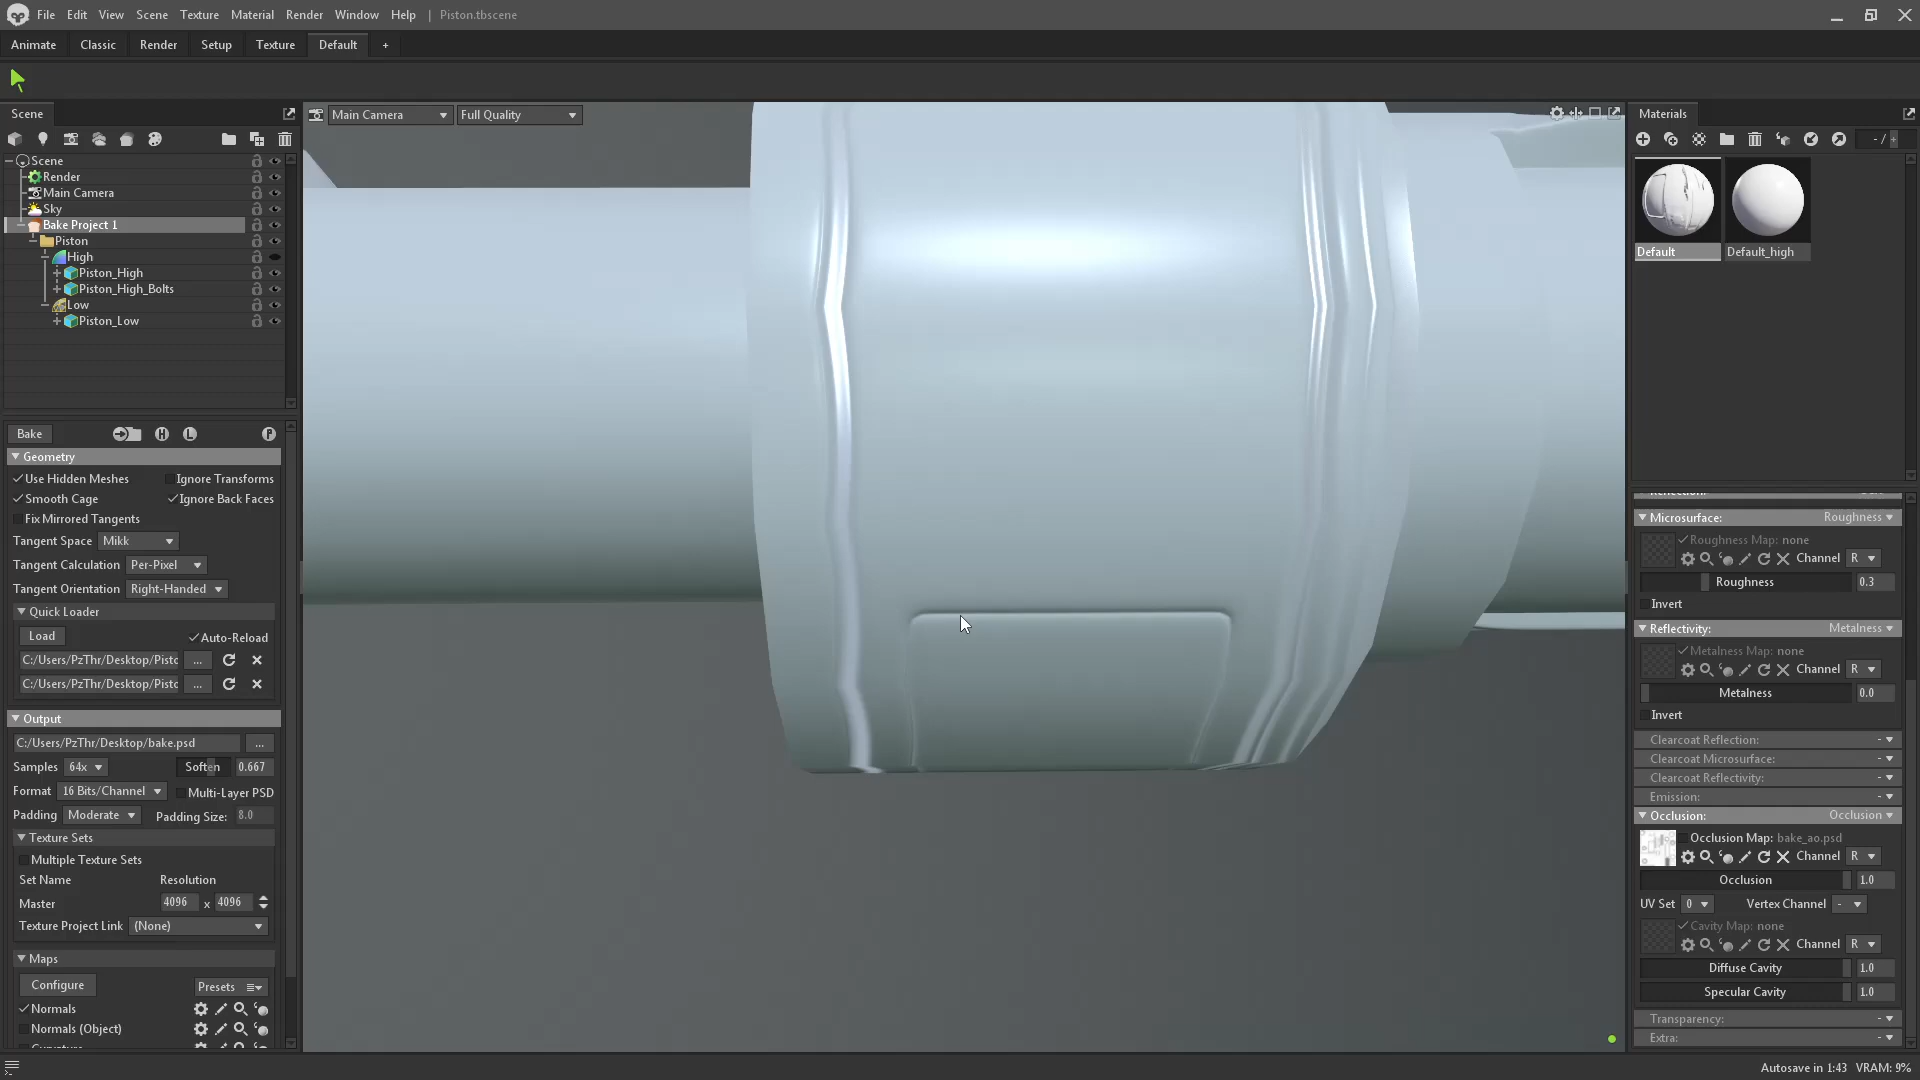 File Edit View Scene Texture Material Render Window Help | Piston.tbscene
Animate Classic Render Setup Texture Default +
Scene
Main Camera
Full Quality
Materials
- / +
Scene
Render
Main Camera
Sky
Bake Project 1
Piston
High
Piston_High
Piston_High_Bolts
Low
Piston_Low
Default
Default_high
Bake
H
L
P
Geometry
Use Hidden Meshes
Ignore Transforms
Smooth Cage
Ignore Back Faces
Fix Mirrored Tangents
Tangent Space Mikk
Tangent Calculation Per-Pixel
Tangent Orientation Right-Handed
Quick Loader
Load
Auto-Reload
C:/Users/PzThr/Desktop/Pisto ...
C:/Users/PzThr/Desktop/Pisto ...
Output
C:/Users/PzThr/Desktop/bake.psd ...
Samples 64x Soften 0.667
Format 16 Bits/Channel Multi-Layer PSD
Padding Moderate Padding Size: 8.0
Texture Sets
Multiple Texture Sets
Set Name Resolution
Master 4096 x 4096
Texture Project Link (None)
Maps
Configure Presets
Normals
Normals (Object)
Microsurface: Roughness
Roughness Map: none
Channel R
Roughness 0.3
Invert
Reflectivity: Metalness
Metalness Map: none
Channel R
Metalness 0.0
Invert
Clearcoat Reflection: -
Clearcoat Microsurface: -
Clearcoat Reflectivity: -
Emission: -
Occlusion: Occlusion
Occlusion Map: bake_ao.psd
Channel R
Occlusion 1.0
UV Set 0 Vertex Channel -
Cavity Map: none
Channel R
Diffuse Cavity 1.0
Specular Cavity 1.0
Transparency: -
Extra: -
Autosave in 1:43 VRAM: 9%